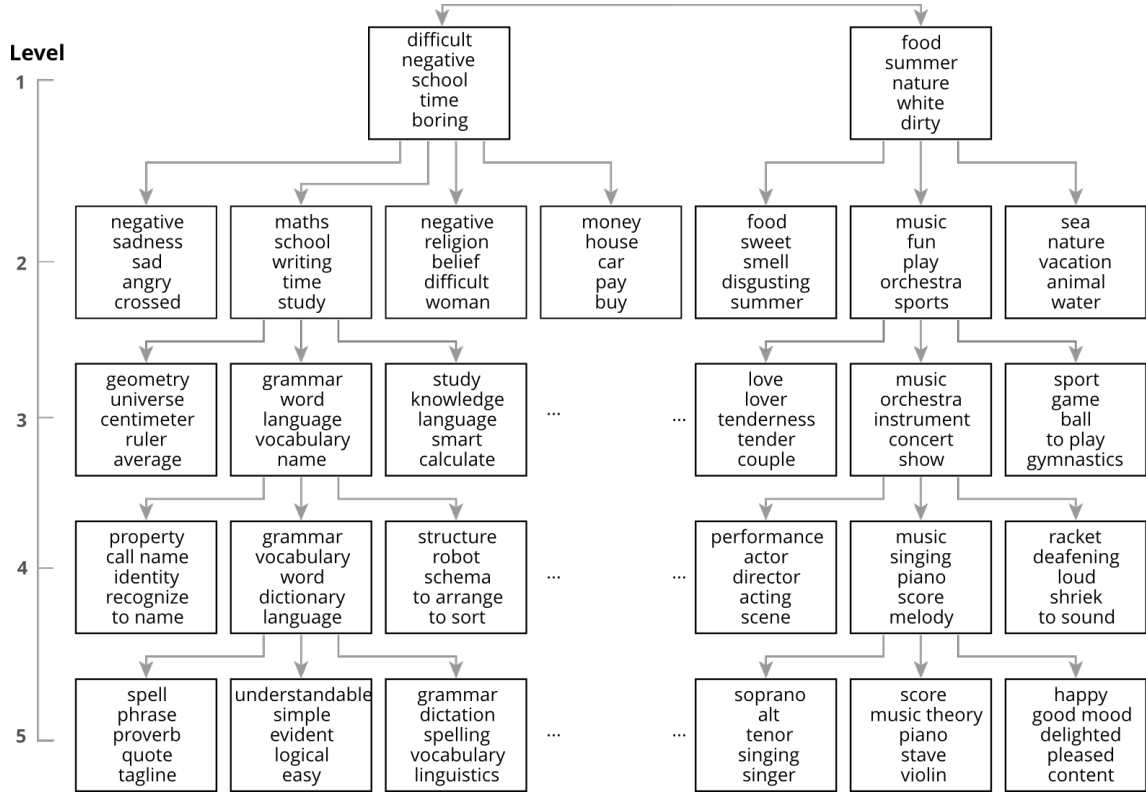 Level
1
difficult
negative
school
time
boring
food
summer
nature
white
dirty
2
negative
sadness
sad
angry
crossed
maths
school
writing
time
study
negative
religion
belief
difficult
woman
money
house
car
pay
buy
food
sweet
smell
disgusting
summer
music
fun
play
orchestra
sports
sea
nature
vacation
animal
water
3
geometry
universe
centimeter
ruler
average
grammar
word
language
vocabulary
name
study
knowledge
language
smart
calculate
...
...
love
lover
tenderness
tender
couple
music
orchestra
instrument
concert
show
sport
game
ball
to play
gymnastics
4
property
call name
identity
recognize
to name
grammar
vocabulary
word
dictionary
language
structure
robot
schema
to arrange
to sort
...
...
performance
actor
director
acting
scene
music
singing
piano
score
melody
racket
deafening
loud
shriek
to sound
5
spell
phrase
proverb
quote
tagline
understandable
simple
evident
logical
easy
grammar
dictation
spelling
vocabulary
linguistics
...
...
soprano
alt
tenor
singing
singer
score
music theory
piano
stave
violin
happy
good mood
delighted
pleased
content